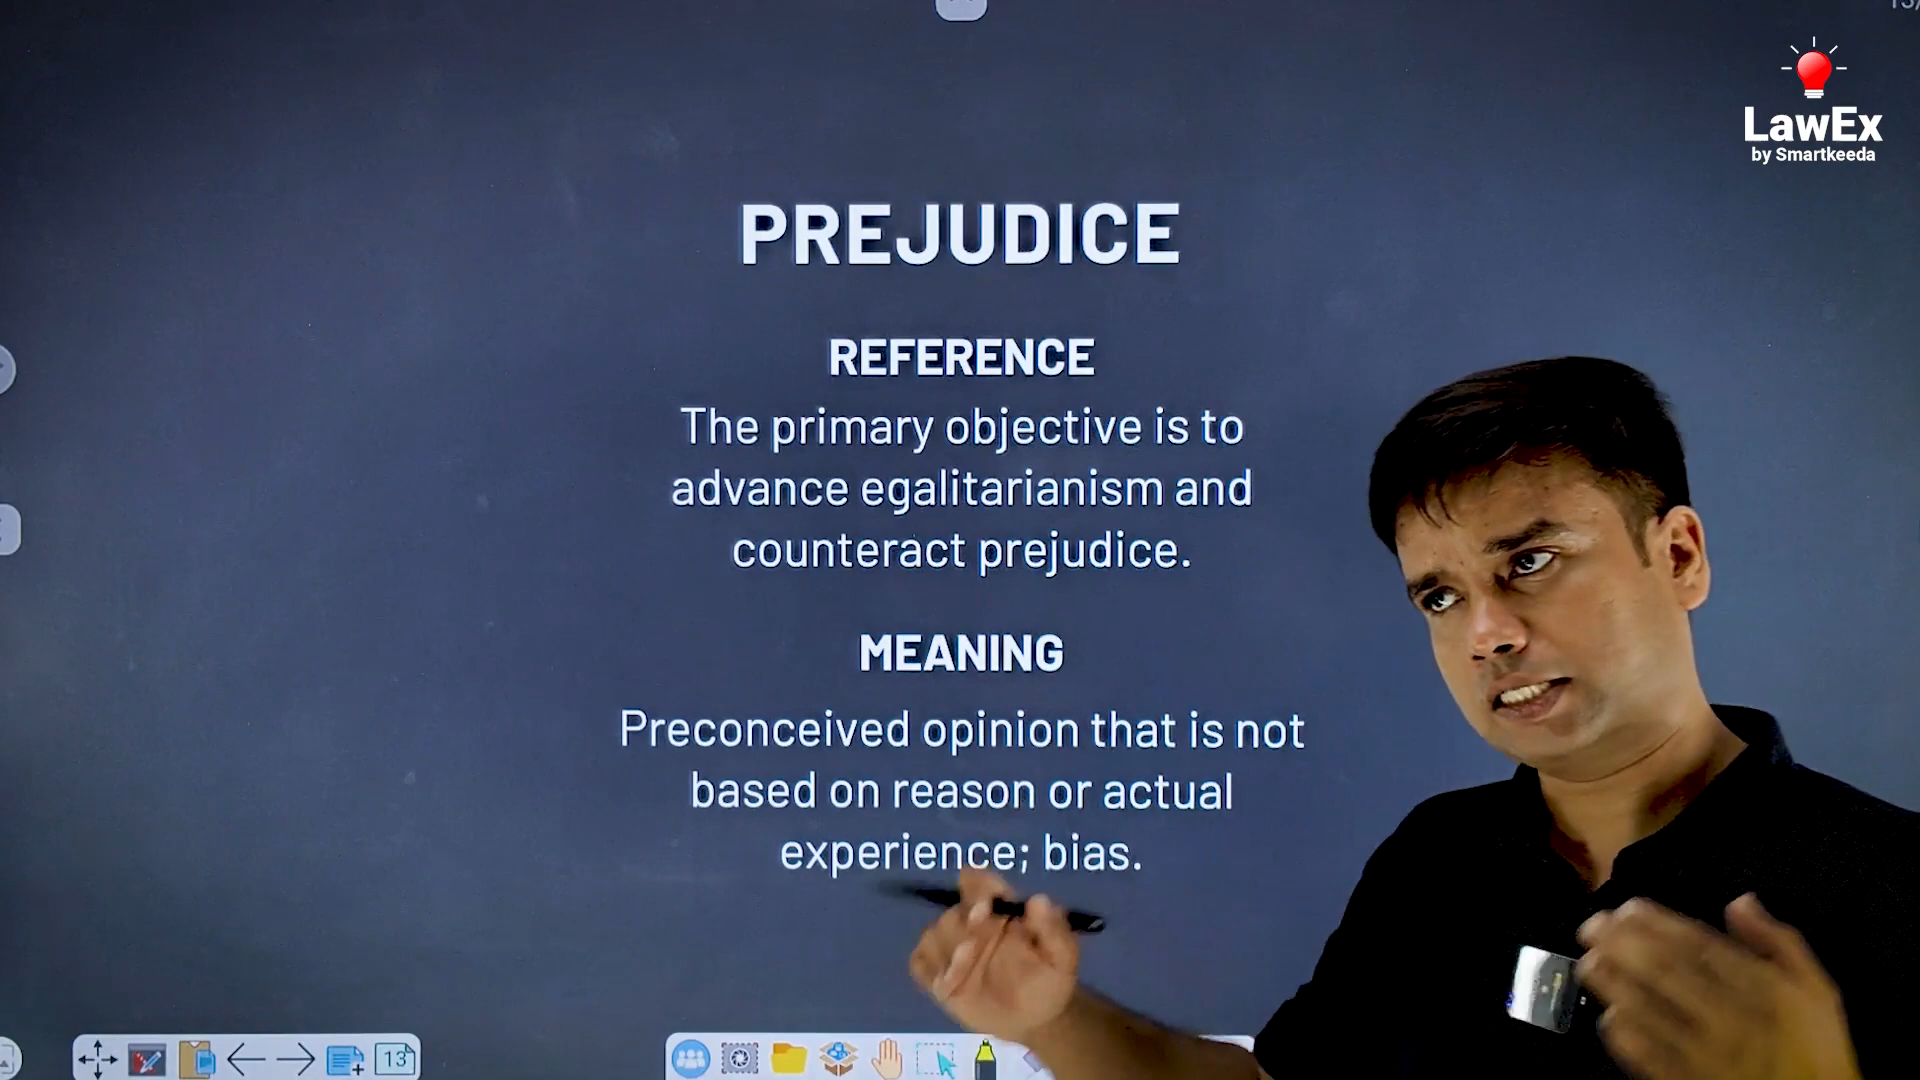 LawEx
by Smartkeeda
PREJUDICE
REFERENCE
The primary objective is to
advance egalitarianism and
counteract prejudice.
MEANING
Preconceived opinion that is not
based on reason or actual
experience; bias.
13